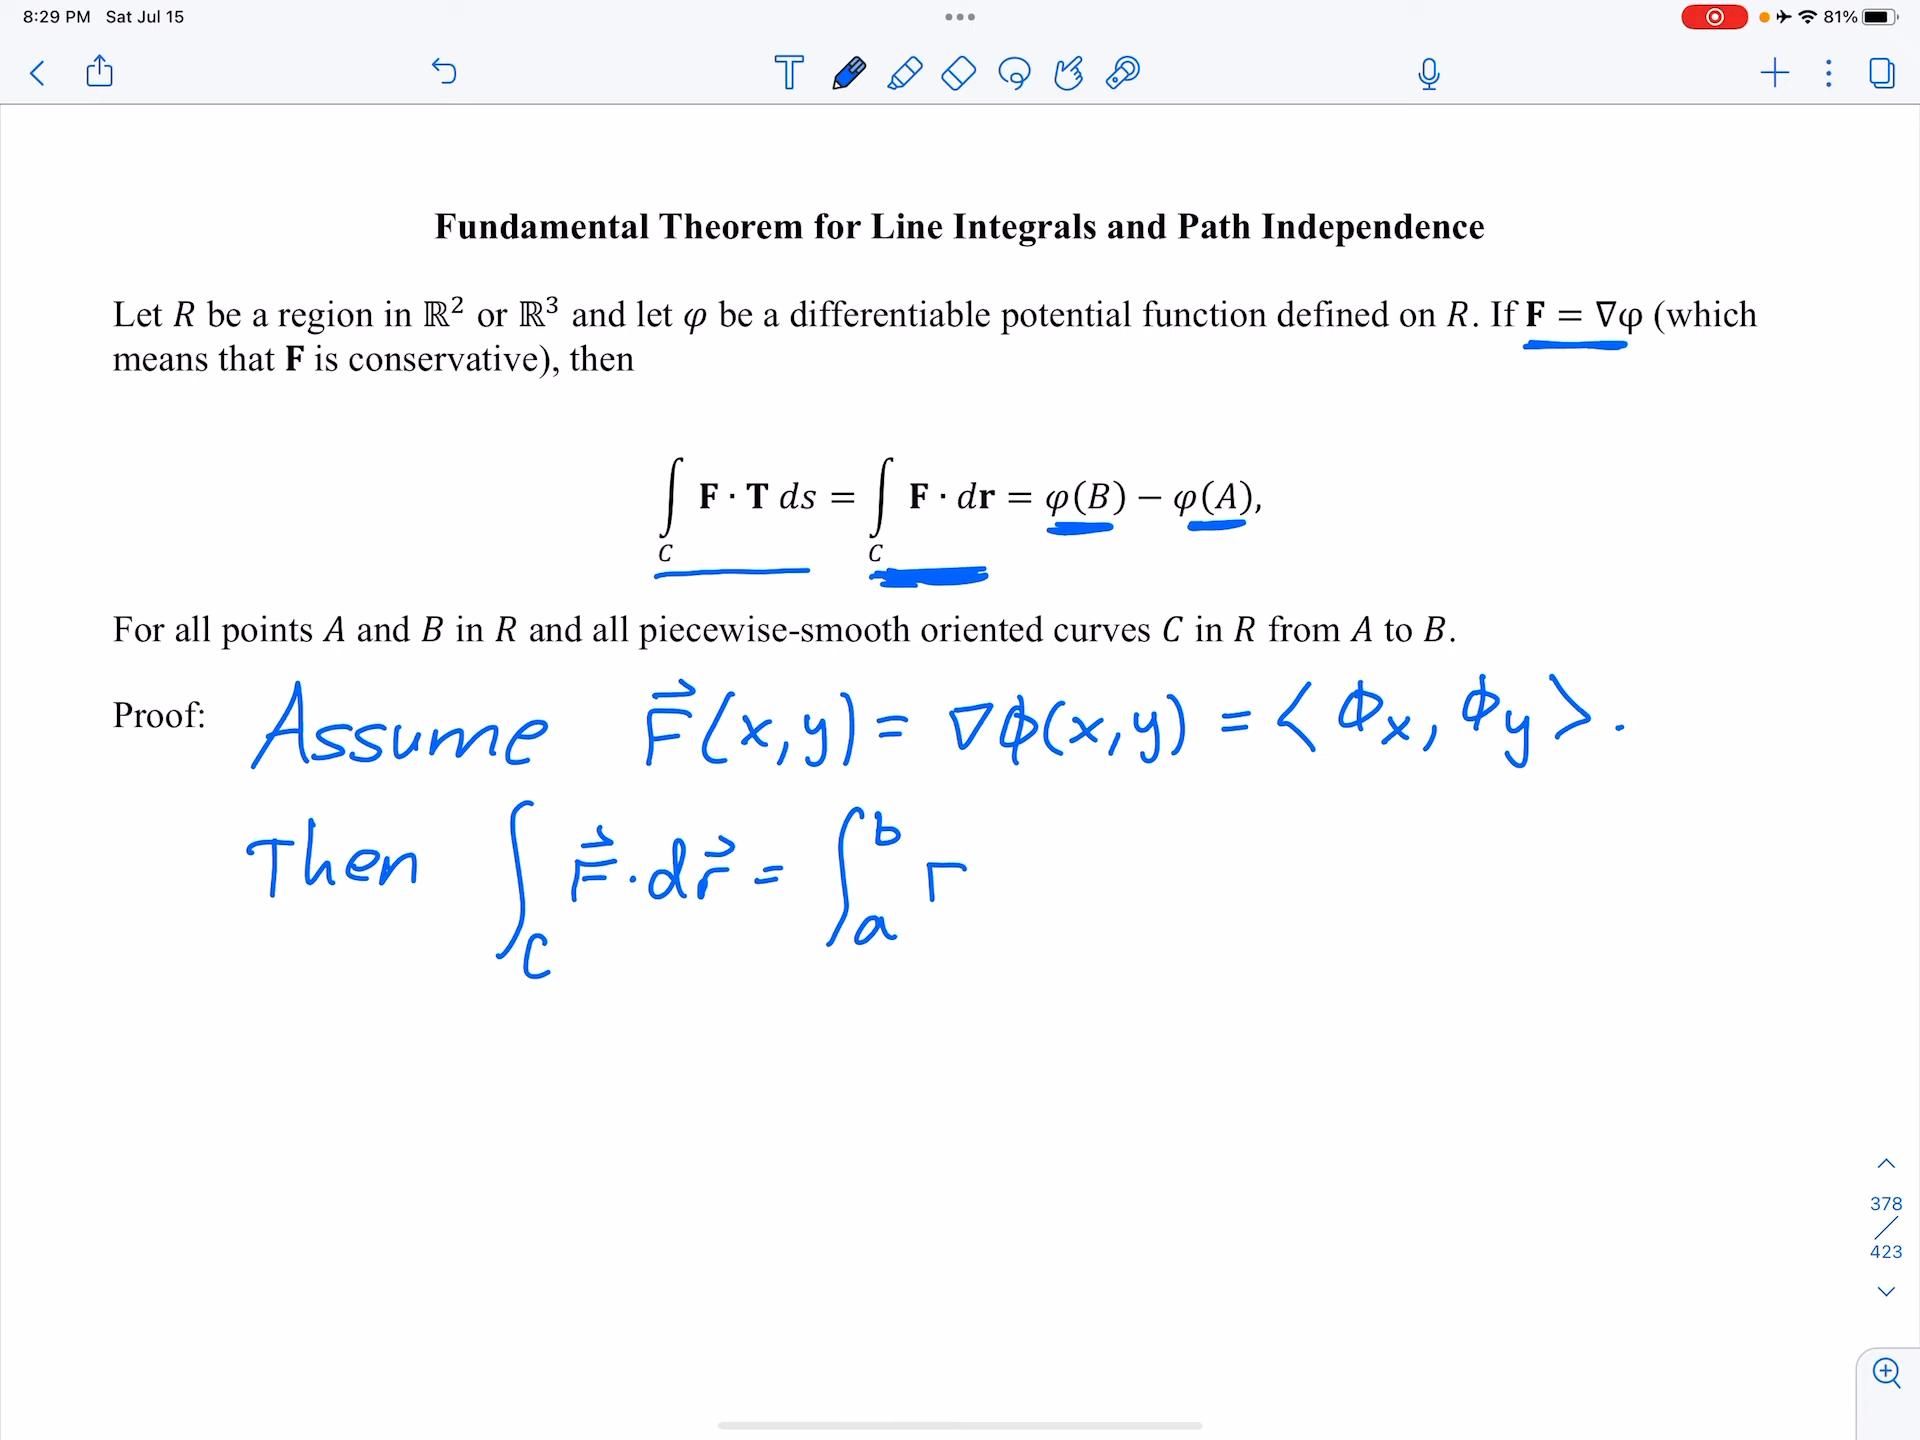 8:29 PM Sat Jul 15
81%
Fundamental Theorem for Line Integrals and Path Independence
Let R be a region in ℝ² or ℝ³ and let φ be a differentiable potential function defined on R. If F = ∇φ (which
means that F is conservative), then
∫_C F · T ds = ∫_C F · dr = φ(B) − φ(A),
For all points A and B in R and all piecewise-smooth oriented curves C in R from A to B.
Proof: Assume F⃗(x,y) = ∇ϕ(x,y) = ⟨ϕx, ϕy⟩.
Then ∫_C F⃗·dr⃗ = ∫_a^b Γ
378
/
423